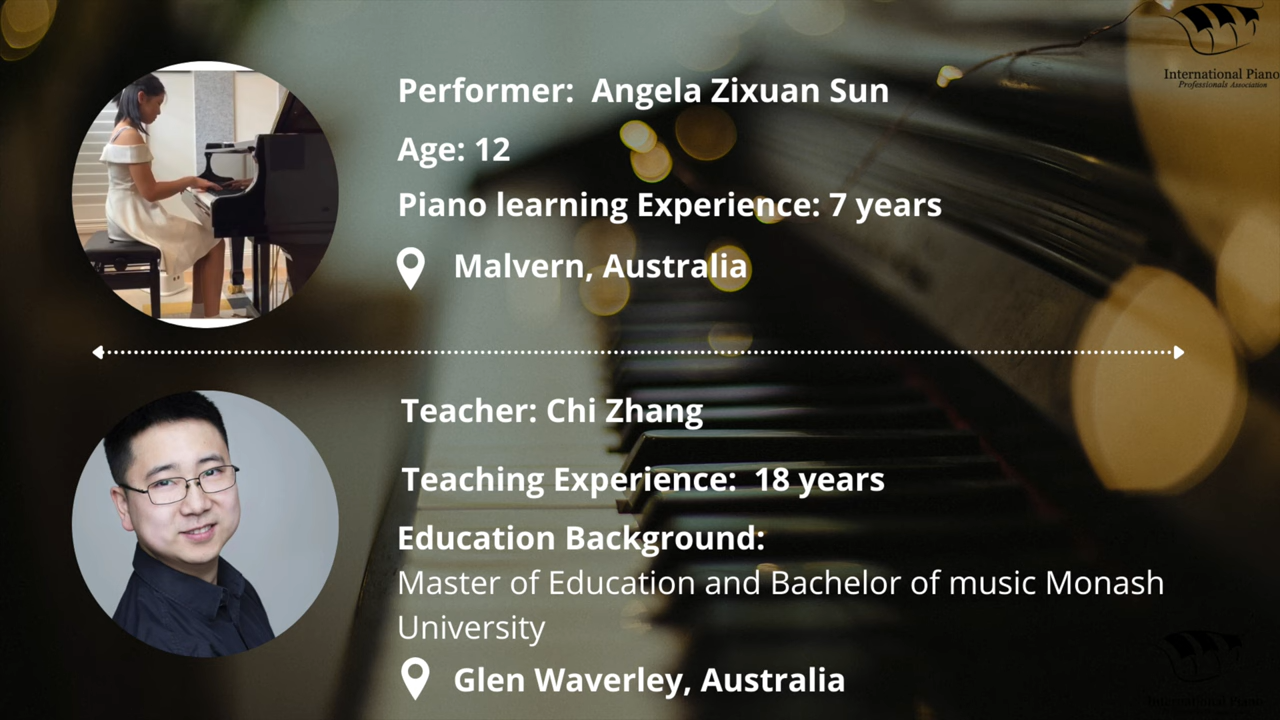 International Piano
Professionals Association
Performer: Angela Zixuan Sun
Age: 12
Piano learning Experience: 7 years
Malvern, Australia
Teacher: Chi Zhang
Teaching Experience: 18 years
Education Background:
Master of Education and Bachelor of music Monash
University
Glen Waverley, Australia
International Piano